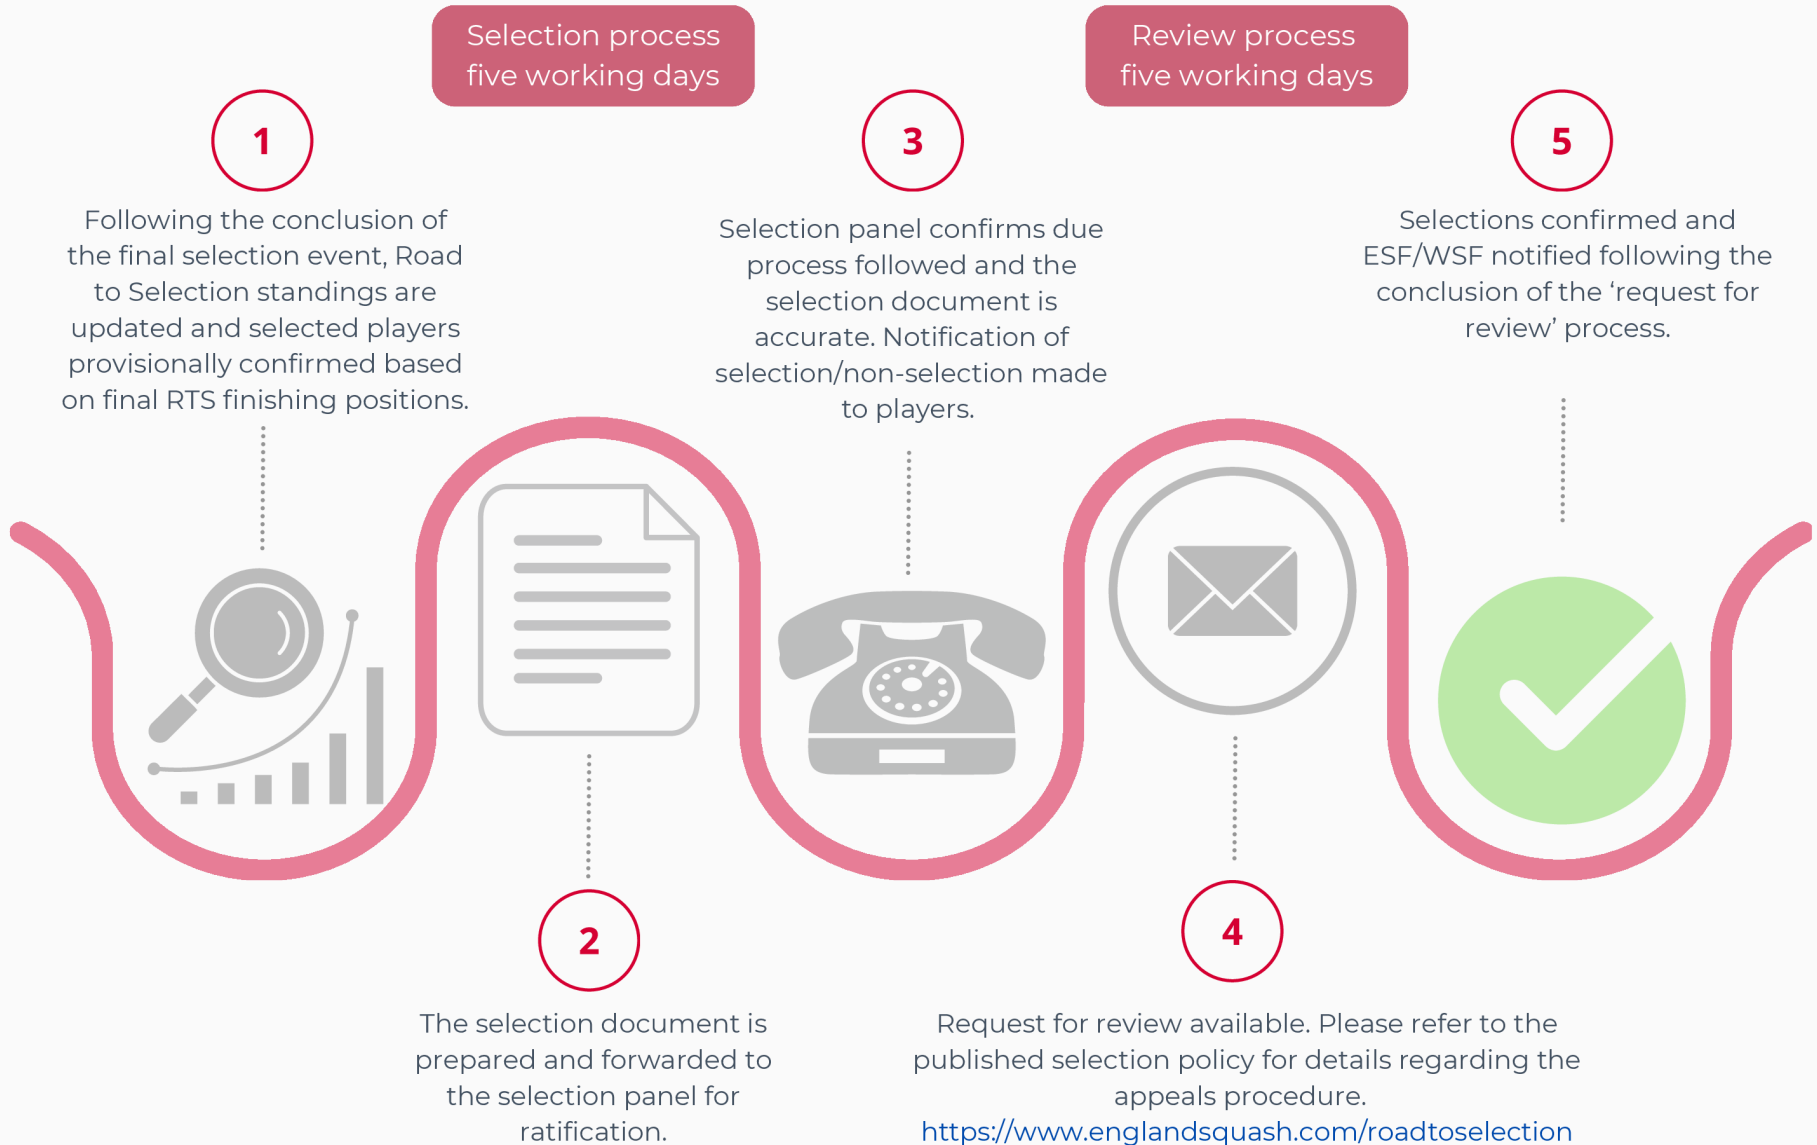 Selection process
five working days
Review process
five working days
1
Following the conclusion of
the final selection event, Road
to Selection standings are
updated and selected players
provisionally confirmed based
on final RTS finishing positions.
2
The selection document is
prepared and forwarded to
the selection panel for
ratification.
3
Selection panel confirms due
process followed and the
selection document is
accurate. Notification of
selection/non-selection made
to players.
4
Request for review available. Please refer to the
published selection policy for details regarding the
appeals procedure.
https://www.englandsquash.com/roadtoselection
5
Selections confirmed and
ESF/WSF notified following the
conclusion of the ‘request for
review’ process.